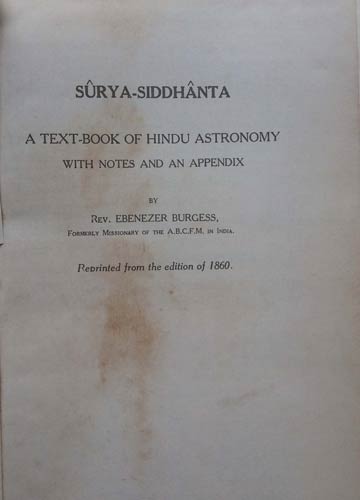 SÛRYA-SIDDHÂNTA
A TEXT-BOOK OF HINDU ASTRONOMY
WITH NOTES AND AN APPENDIX
BY
REV. EBENEZER BURGESS,
FORMERLY MISSIONARY OF THE A.B.C.F.M. IN INDIA.
Reprinted from the edition of 1860.